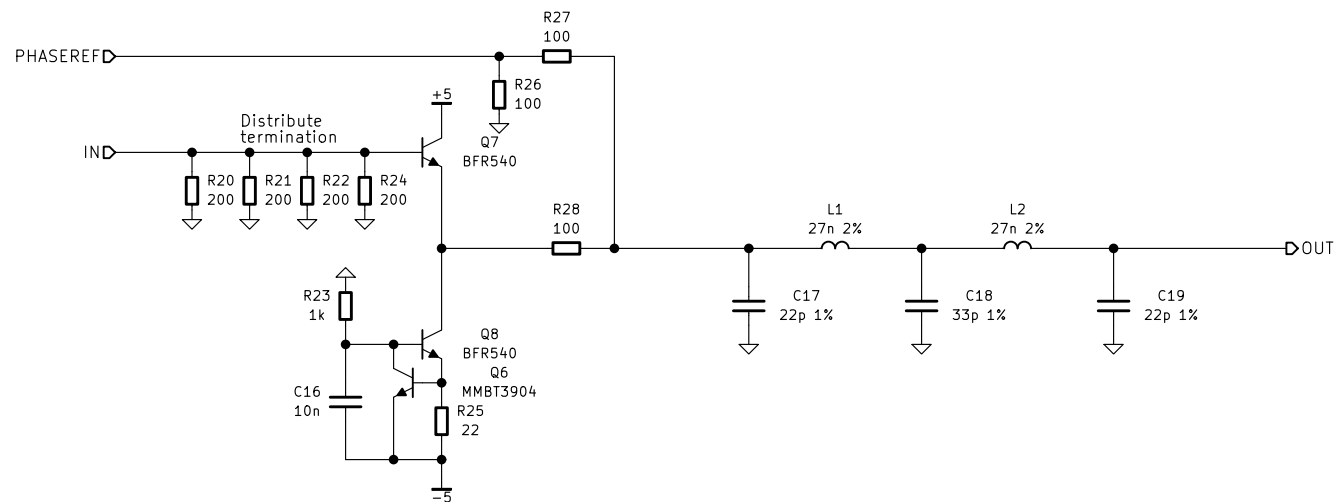 R27
100
PHASEREF
R26
100
+5
Distribute
termination
Q7
BFR540
IN
R20
200
R21
200
R22
200
R24
200
R28
100
L1
27n 2%
L2
27n 2%
OUT
R23
1k
C17
22p 1%
C18
33p 1%
C19
22p 1%
Q8
BFR540
Q6
MMBT3904
C16
10n
R25
22
-5